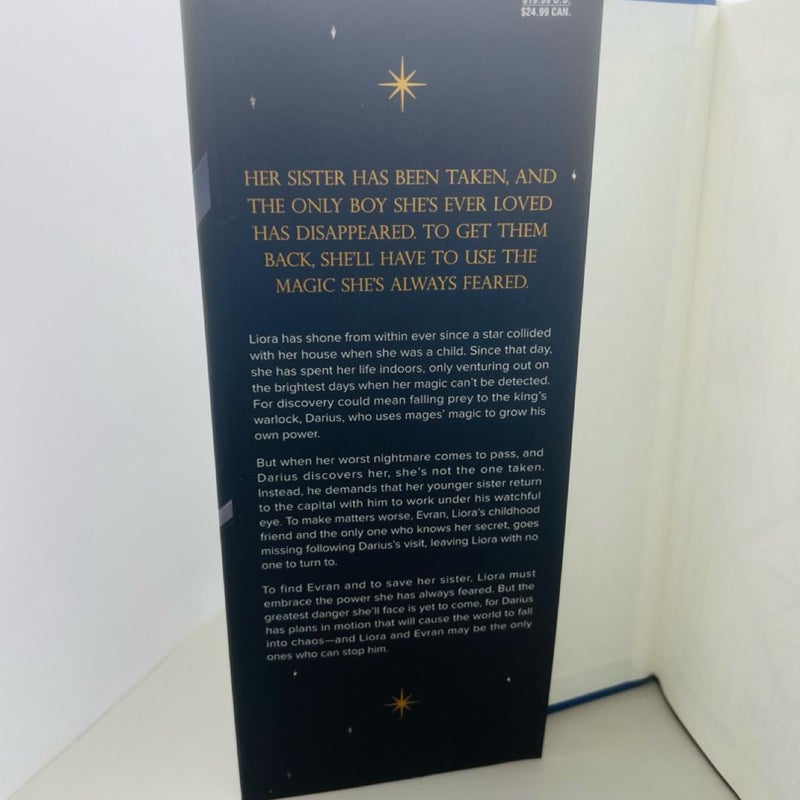 $19.99 U.S.
$24.99 CAN.
HER SISTER HAS BEEN TAKEN, AND
THE ONLY BOY SHE'S EVER LOVED
HAS DISAPPEARED. TO GET THEM
BACK, SHE'LL HAVE TO USE THE
MAGIC SHE'S ALWAYS FEARED.
Liora has shone from within ever since a star collided
with her house when she was a child. Since that day,
she has spent her life indoors, only venturing out on
the brightest days when her magic can't be detected.
For discovery could mean falling prey to the king's
warlock, Darius, who uses mages' magic to grow his
own power.
But when her worst nightmare comes to pass, and
Darius discovers her, she's not the one taken.
Instead, he demands that her younger sister return
to the capital with him to work under his watchful
eye. To make matters worse, Evran, Liora's childhood
friend and the only one who knows her secret, goes
missing following Darius's visit, leaving Liora with no
one to turn to.
To find Evran and to save her sister, Liora must
embrace the power she has always feared. But the
greatest danger she'll face is yet to come, for Darius
has plans in motion that will cause the world to fall
into chaos—and Liora and Evran may be the only
ones who can stop him.